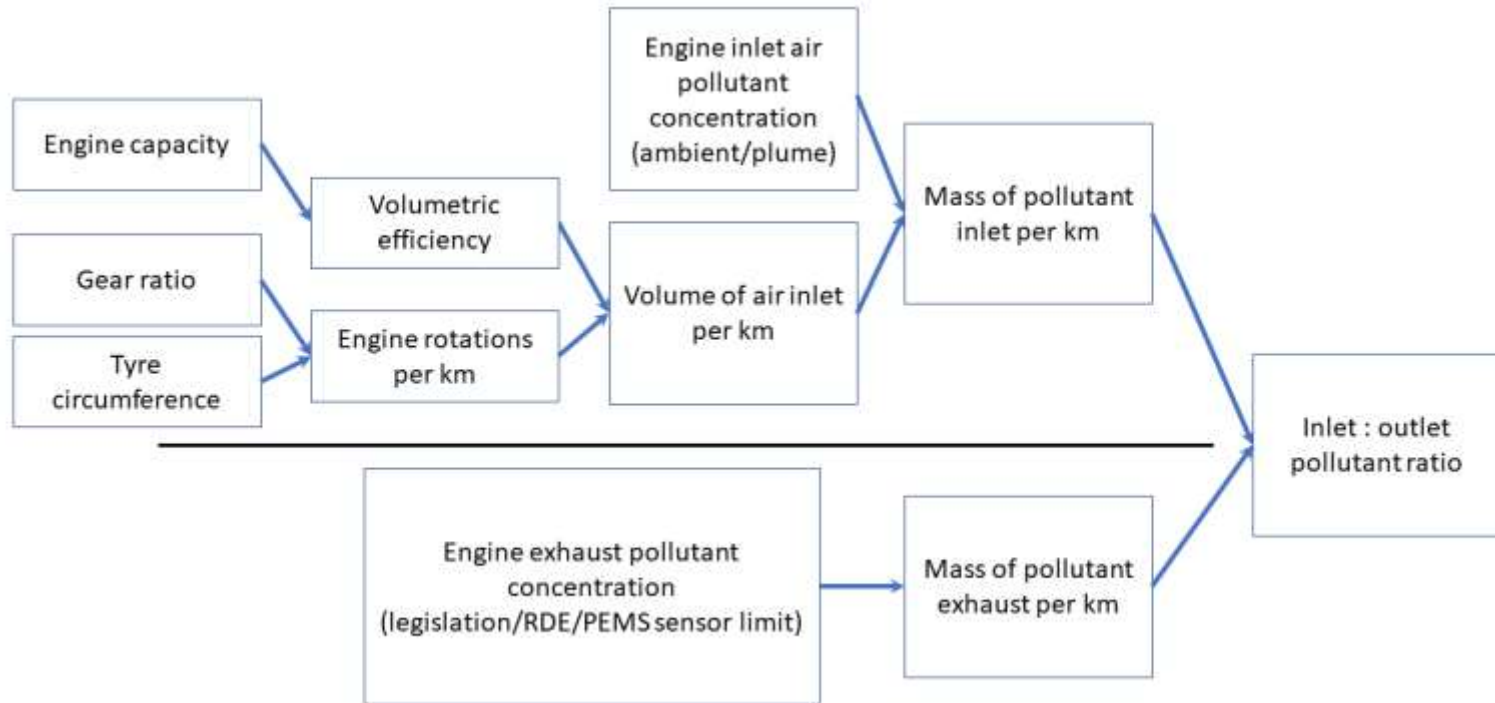 Engine capacity
Gear ratio
Tyre
circumference
Volumetric
efficiency
Engine rotations
per km
Engine inlet air
pollutant
concentration
(ambient/plume)
Volume of air inlet
per km
Mass of pollutant
inlet per km
Engine exhaust pollutant
concentration
(legislation/RDE/PEMS sensor limit)
Mass of pollutant
exhaust per km
Inlet : outlet
pollutant ratio